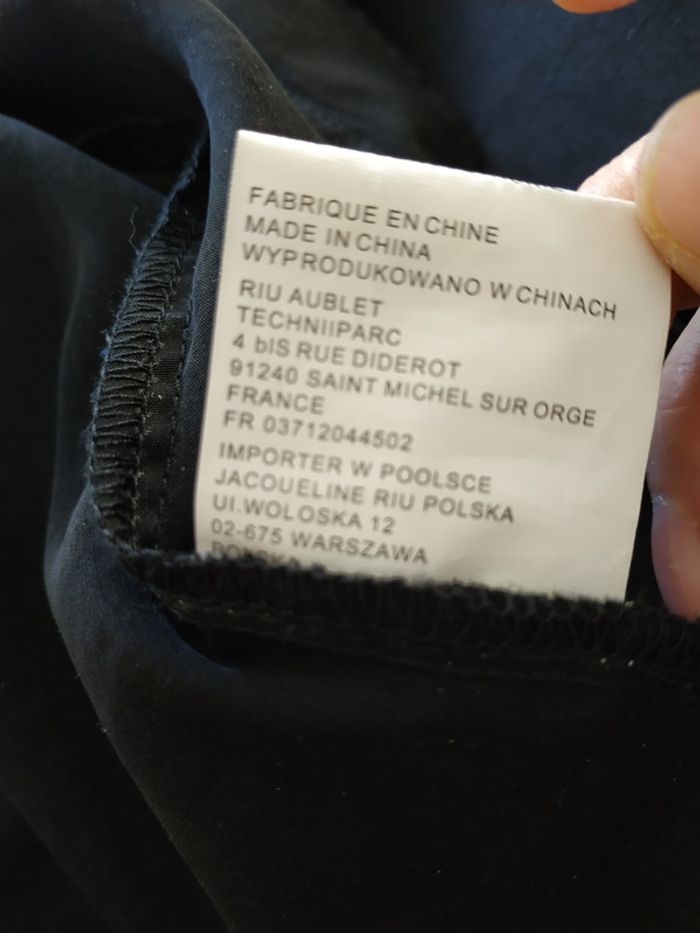 FABRIQUE EN CHINE
MADE IN CHINA
WYPRODUKOWANO W CHINACH
RIU AUBLET
TECHNIIPARC
4 bIS RUE DIDEROT
91240 SAINT MICHEL SUR ORGE
FRANCE
FR 03712044502
IMPORTER W POOLSCE
JACOUELINE RIU POLSKA
UI.WOLOSKA 12
02-675 WARSZAWA
POLSKA